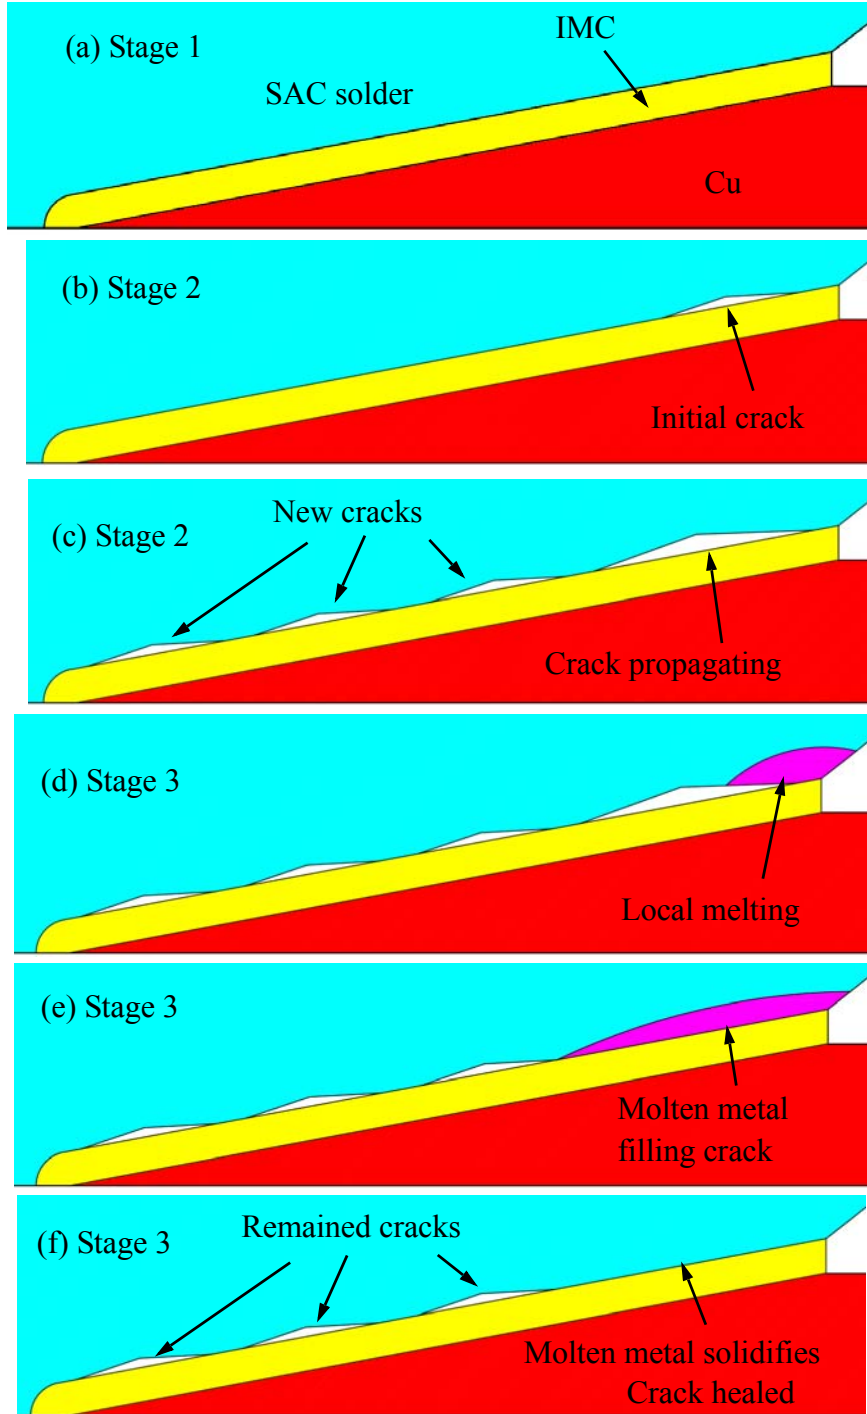 (a) Stage 1
IMC
SAC solder
Cu
(b) Stage 2
Initial crack
(c) Stage 2
New cracks
Crack propagating
(d) Stage 3
Local melting
(e) Stage 3
Molten metal
filling crack
(f) Stage 3
Remained cracks
Molten metal solidifies
Crack healed